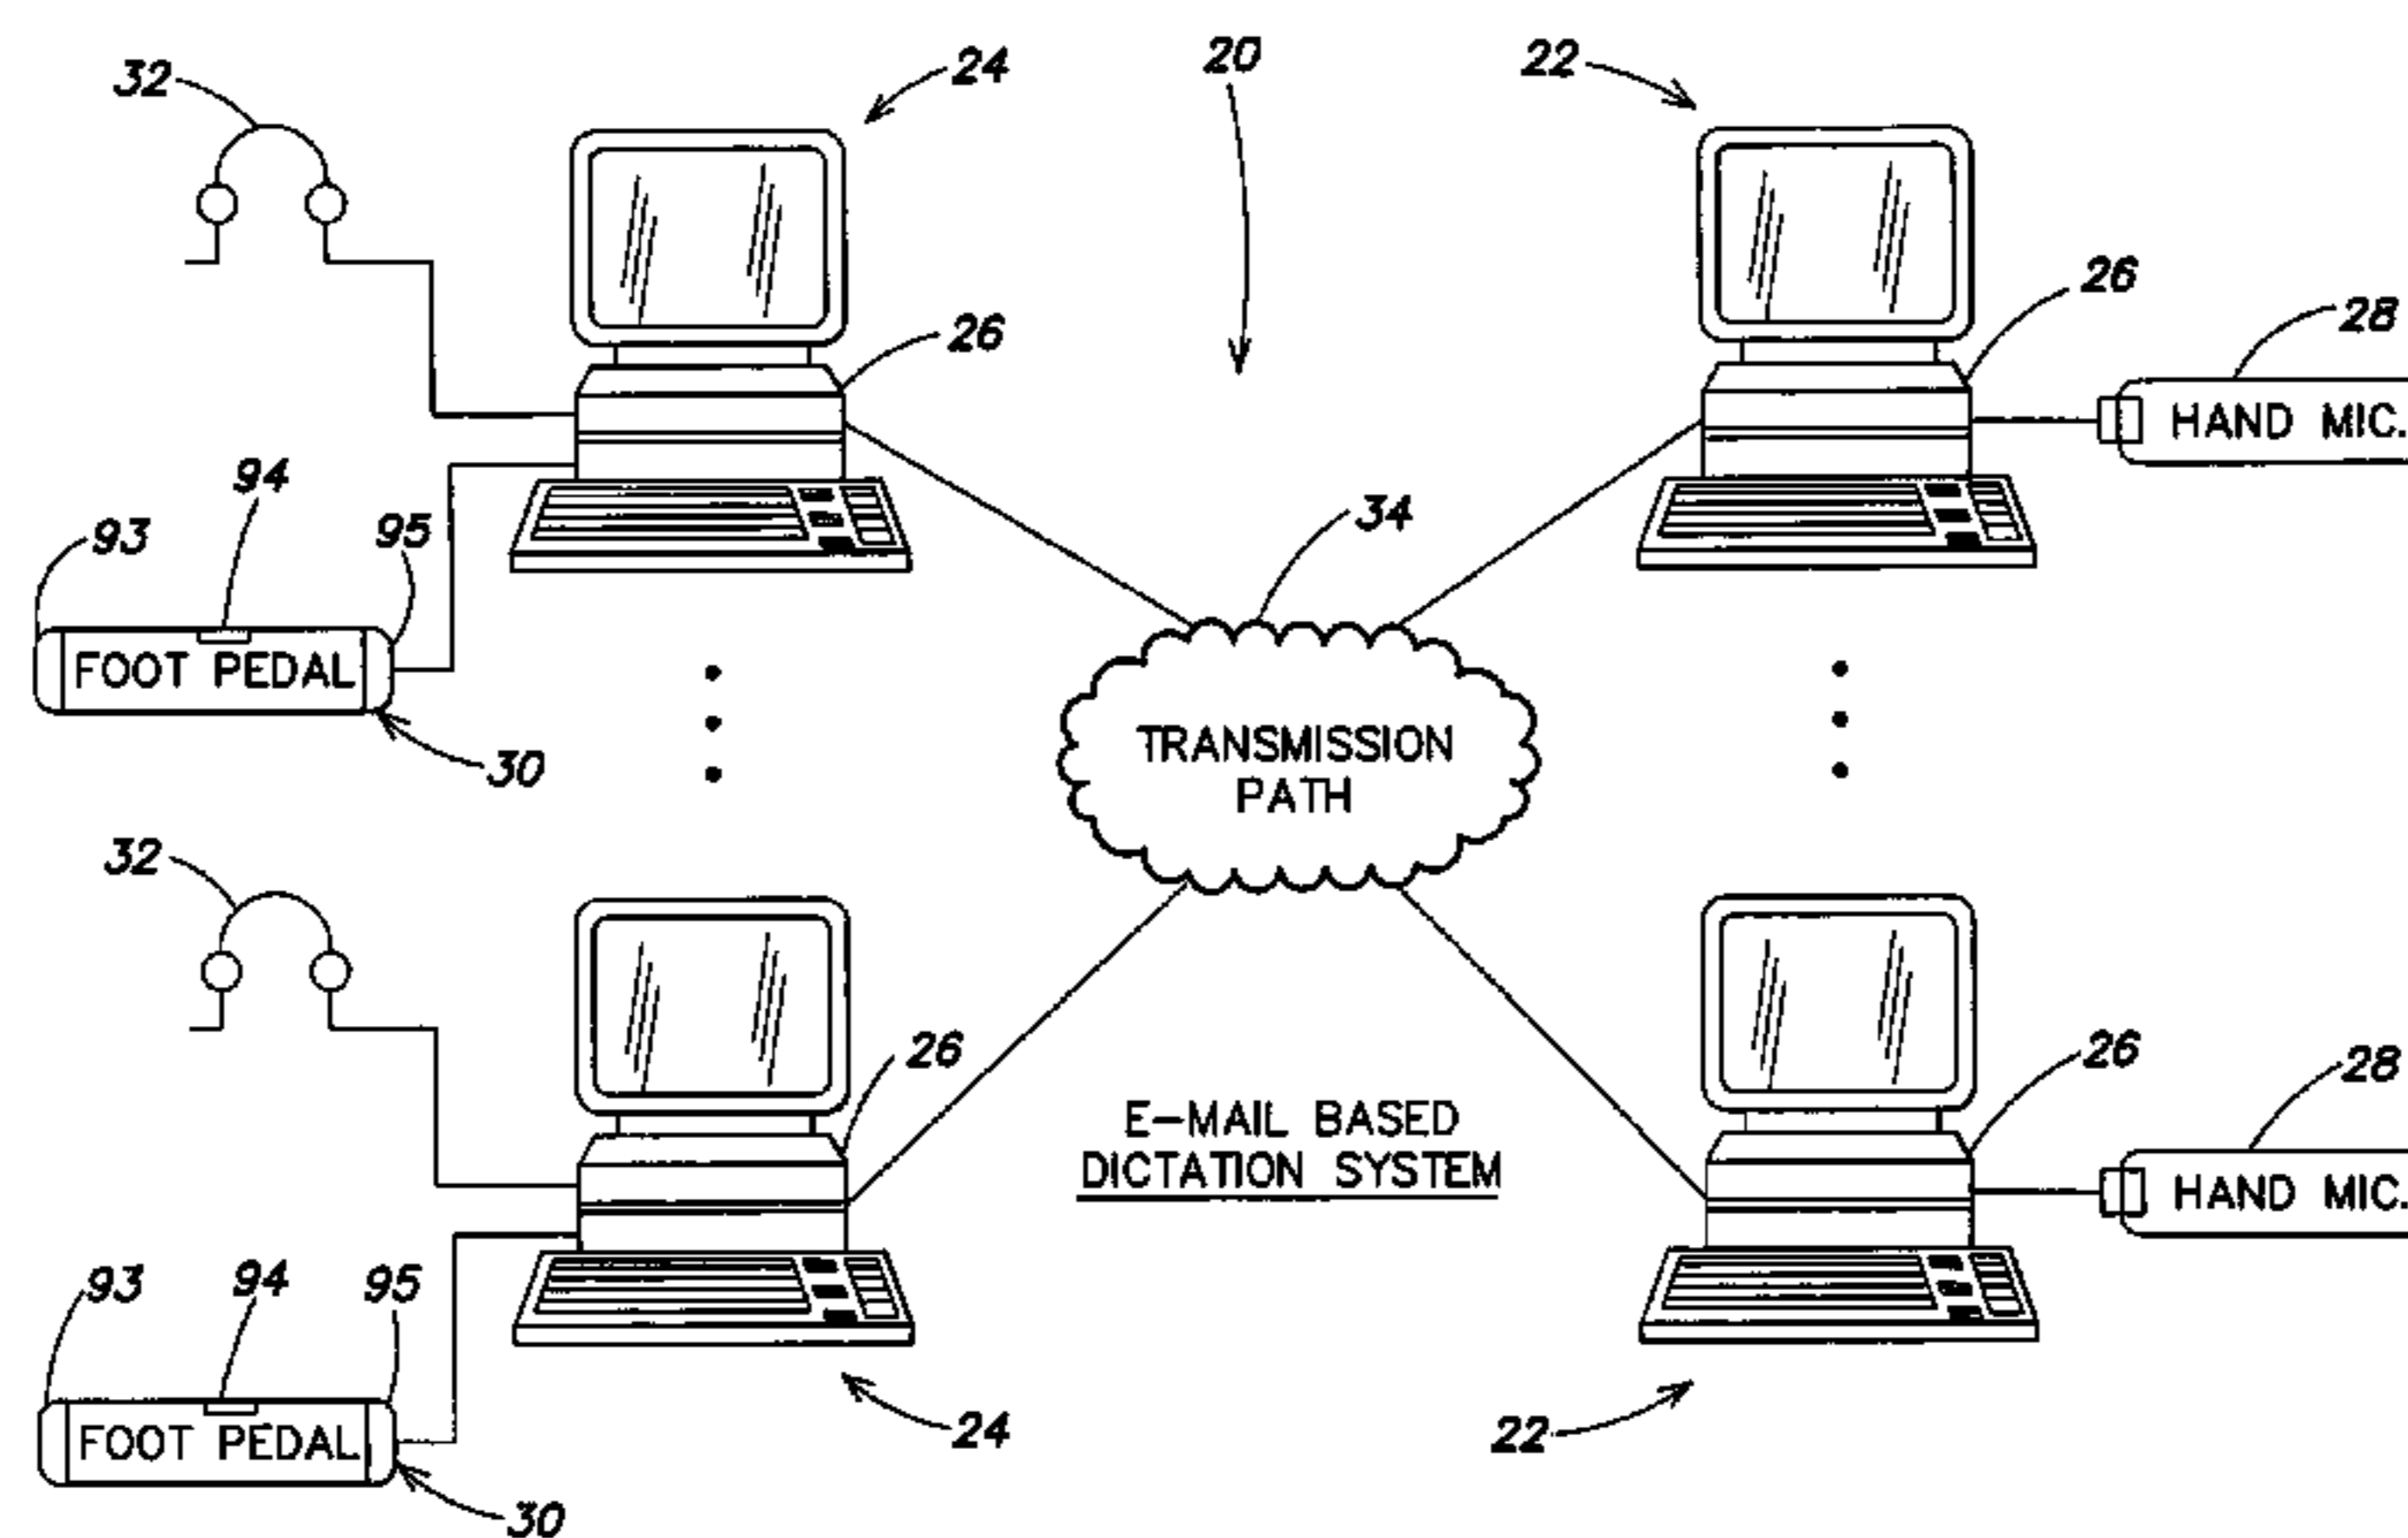 32
24
20
22
26
26
28
HAND MIC.
94
93
95
34
FOOT PEDAL
30
TRANSMISSION
PATH
32
26
26
28
E-MAIL BASED
DICTATION SYSTEM
HAND MIC.
93
94
95
24
22
FOOT PEDAL
30